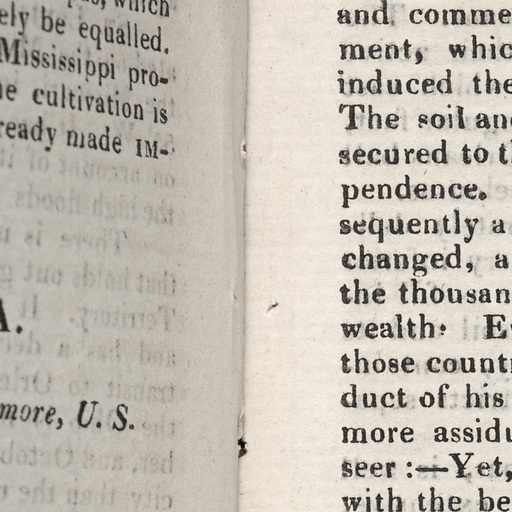 which
ely be equalled.
Mississippi pro-
e cultivation is
ready made IM-
A.
more, U. S.
and comme
ment, whic
induced the
The soil an
secured to t
pendence.
sequently a
changed, a
the thousan
wealth· E
those countr
duct of his
more assidu
seer :—Yet,
with the be